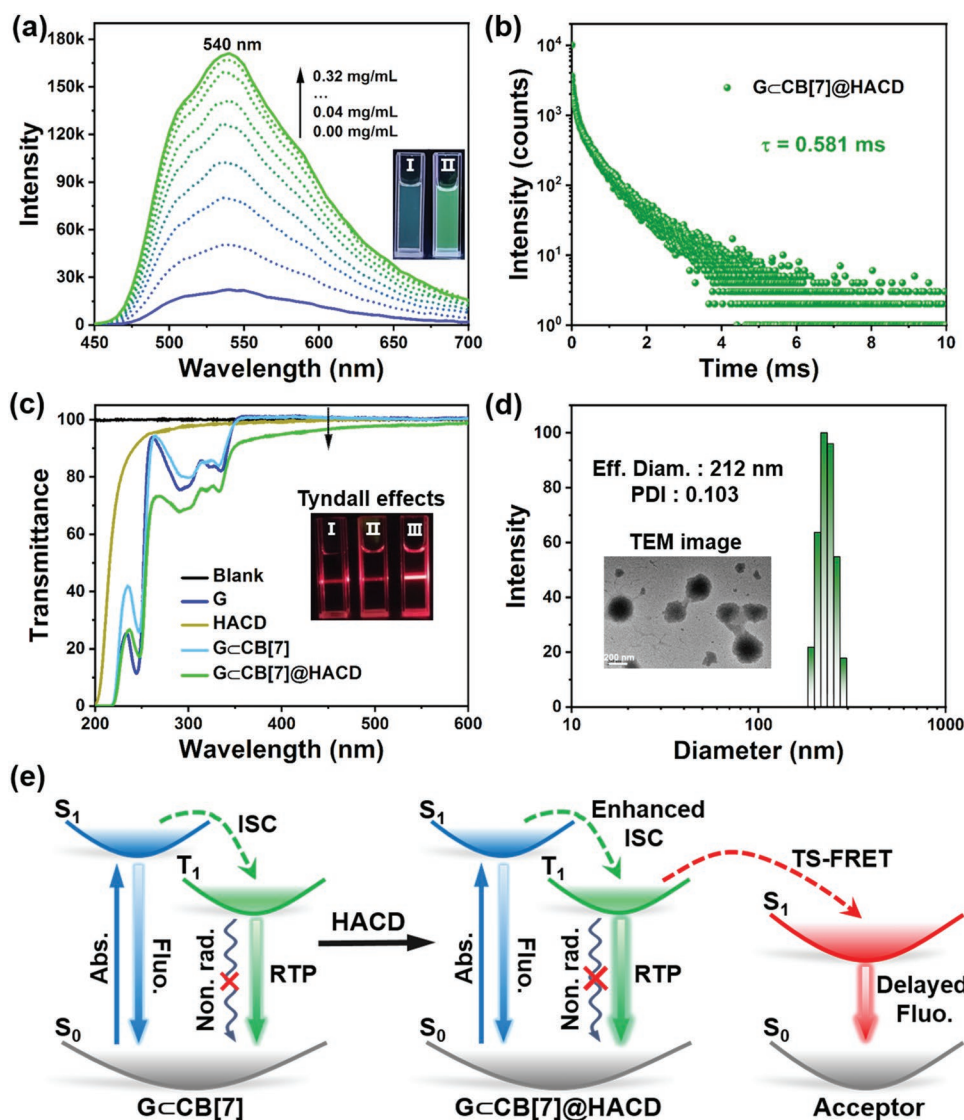 (a)
540 nm
0.32 mg/mL
...
0.04 mg/mL
0.00 mg/mL
I II
180k
150k
120k
90k
60k
30k
0
Intensity
450 500 550 600 650 700
Wavelength (nm)
(b)
G⊂CB[7]@HACD
τ = 0.581 ms
10⁴
10³
10²
10¹
10⁰
Intensity (counts)
0 2 4 6 8 10
Time (ms)
(c)
Tyndall effects
I II III
Blank
G
HACD
G⊂CB[7]
G⊂CB[7]@HACD
100
80
60
40
20
0
Transmittance
200 300 400 500 600
Wavelength (nm)
(d)
Eff. Diam. : 212 nm
PDI : 0.103
TEM image
200 nm
100
80
60
40
20
0
Intensity
10 100 1000
Diameter (nm)
(e)
S₁
ISC
T₁
Abs.
Fluo.
Non. rad.
RTP
S₀
G⊂CB[7]
HACD
S₁
Enhanced
ISC
T₁
Abs.
Fluo.
Non. rad.
RTP
S₀
G⊂CB[7]@HACD
TS-FRET
S₁
Delayed
Fluo.
S₀
Acceptor